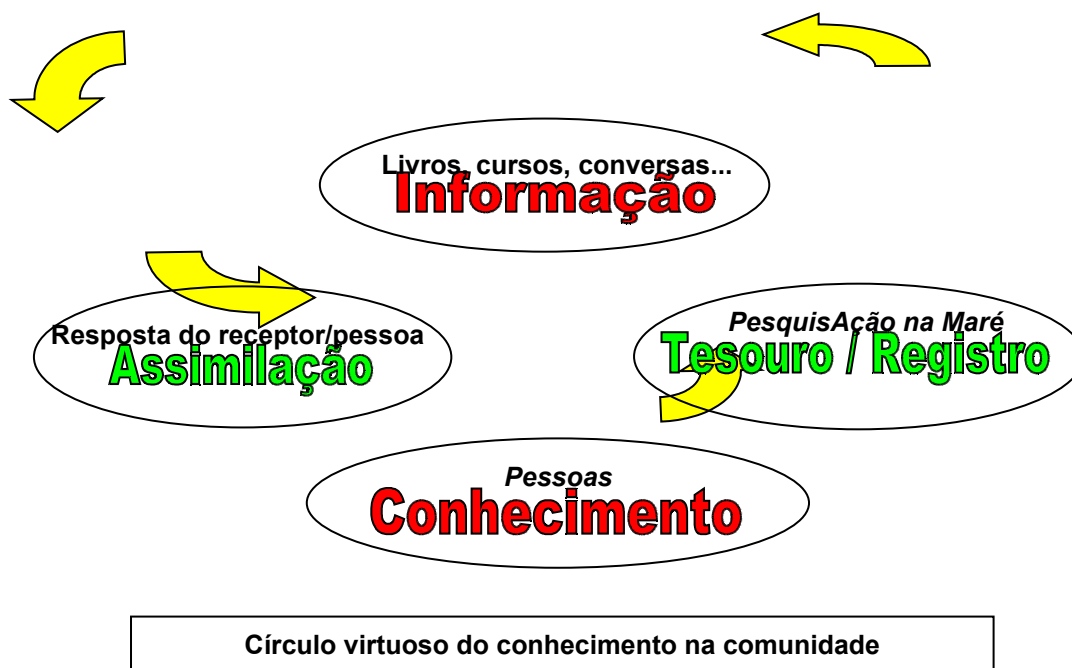 Livros, cursos, conversas...
Informação
Resposta do receptor/pessoa
Assimilação
PesquisAção na Maré
Tesouro / Registro
Pessoas
Conhecimento
Círculo virtuoso do conhecimento na comunidade